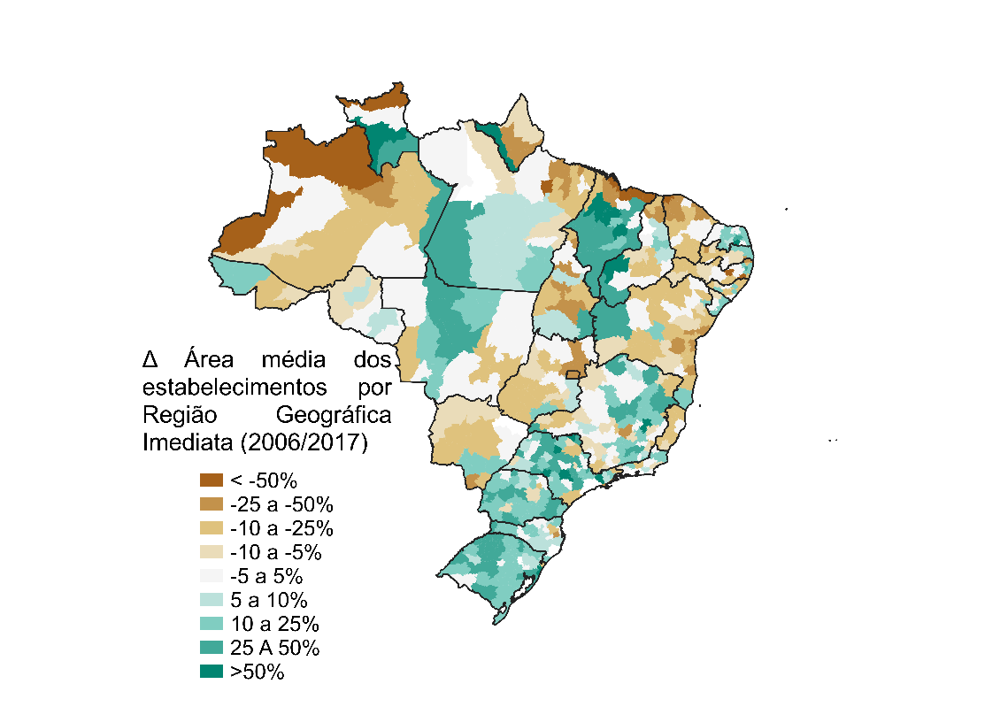 Δ Área média dos
estabelecimentos por
Região Geográfica
Imediata (2006/2017)
< -50%
-25 a -50%
-10 a -25%
-10 a -5%
-5 a 5%
5 a 10%
10 a 25%
25 A 50%
>50%